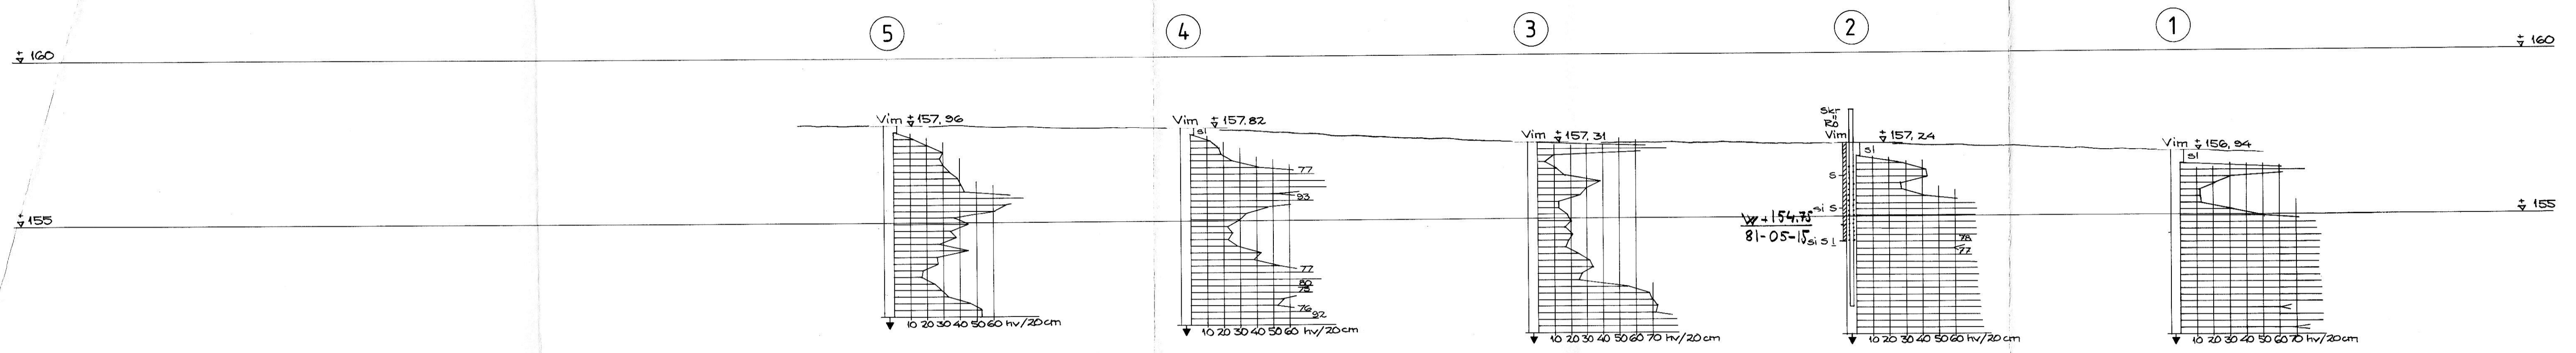 5 4 3 2 1
± 160 ± 160
Skr
=
Rö
Vim ± 157,96
Vim ± 157,82
Vim ± 157,31
Vim ± 157,24
Vim ± 156,94
sl
sl
sl
77
S
93
± 155 ± 155
W +154.75
81-05-15
si S
si S l
78
77
77
80
75
76
92
10 20 30 40 50 60 hv/20cm
10 20 30 40 50 60 hv/20cm
10 20 30 40 50 60 70 hv/20cm
10 20 30 40 50 60 hv/20cm
10 20 30 40 50 60 70 hv/20cm